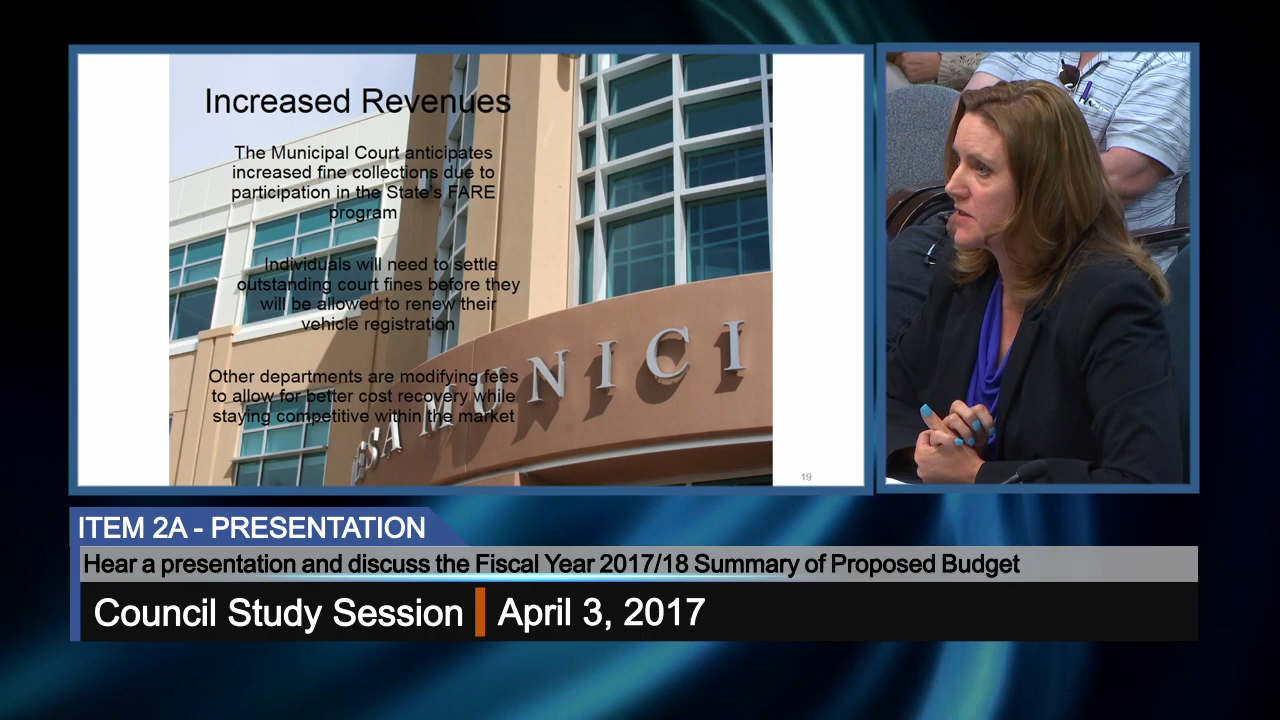 Increased Revenues
The Municipal Court anticipates
increased fine collections due to
participation in the State's FARE
program
Individuals will need to settle
outstanding court fines before they
will be allowed to renew their
vehicle registration
Other departments are modifying fees
to allow for better cost recovery while
staying competitive within the market
SA MUNICI
19
ITEM 2A - PRESENTATION
Hear a presentation and discuss the Fiscal Year 2017/18 Summary of Proposed Budget
Council Study Session
April 3, 2017